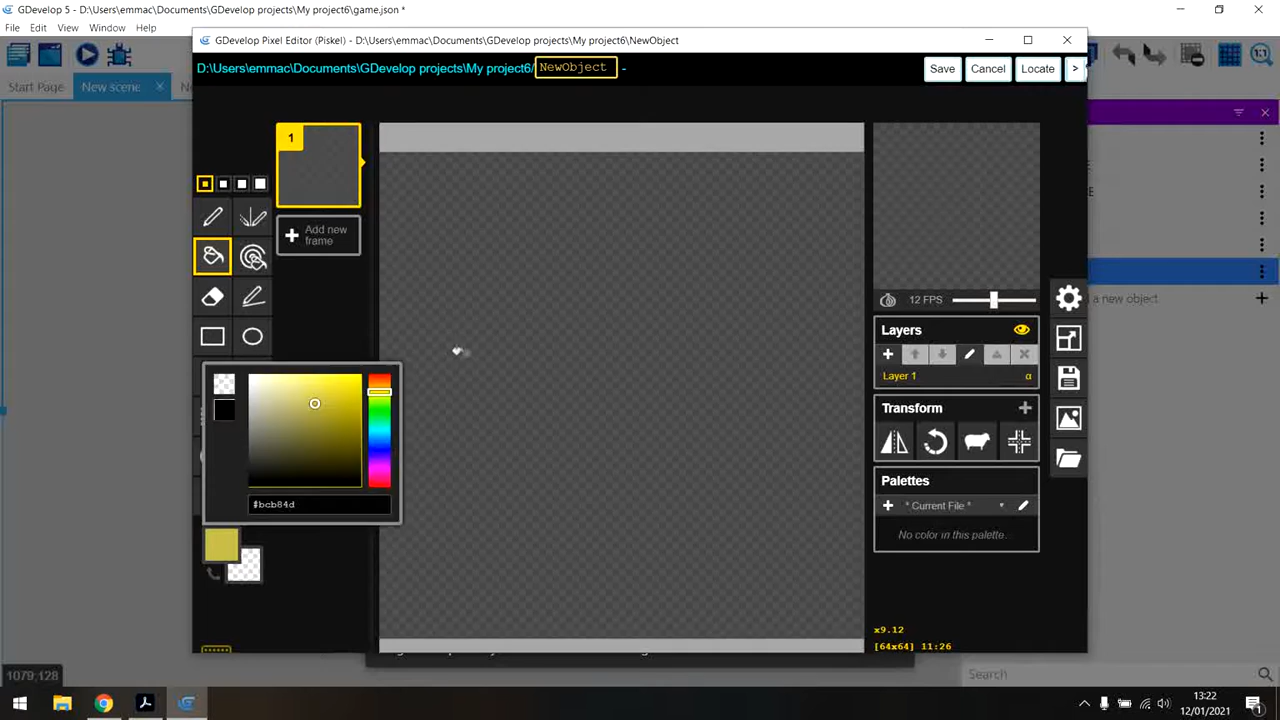 GDevelop 5 - D:\Users\emmac\Documents\GDevelop projects\My project6\game.json *
File Edit View Window Help
GDevelop Pixel Editor (Piskel) - D:\Users\emmac\Documents\GDevelop projects\My project6\NewObject
D:\Users\emmac\Documents\GDevelop projects\My project6/ NewObject -
Save Cancel Locate >
Start Page New scene
1
Add new
frame
12 FPS
Layers
Layer 1 α
a new object
Transform
#bcb84d
Palettes
* Current File *
No color in this palette...
x9.12
[64x64] 11:26
1079;128
Search
13:22
12/01/2021
1